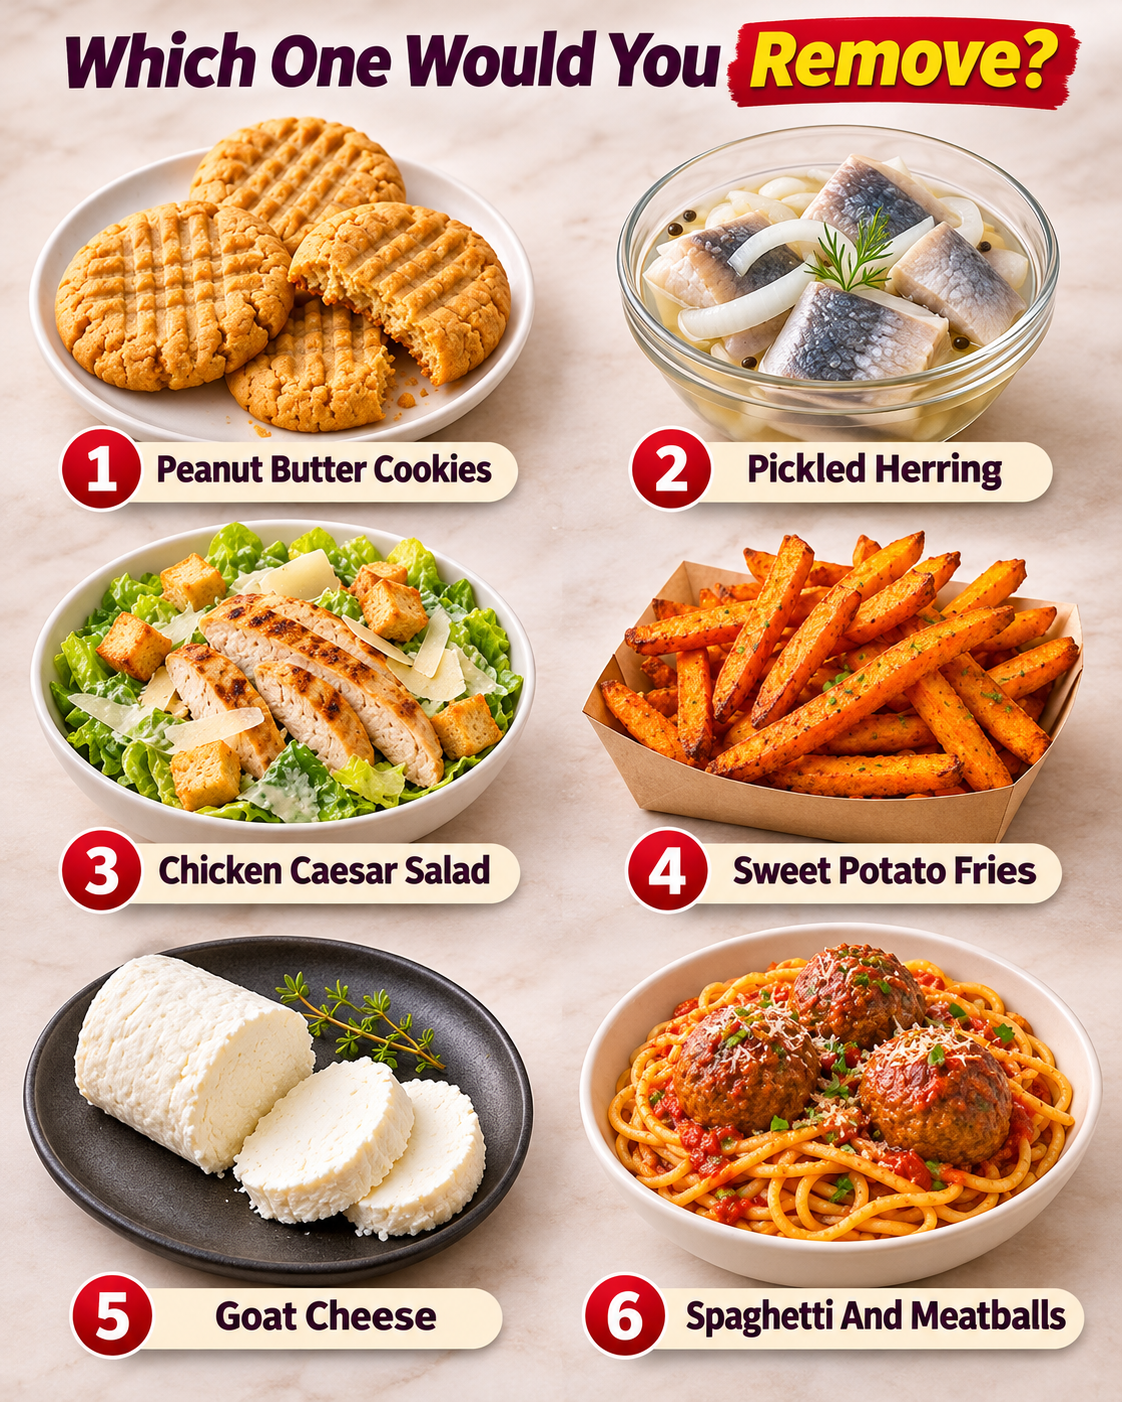 Which One Would You Remove?
1 Peanut Butter Cookies
2 Pickled Herring
3 Chicken Caesar Salad
4 Sweet Potato Fries
5 Goat Cheese
6 Spaghetti And Meatballs